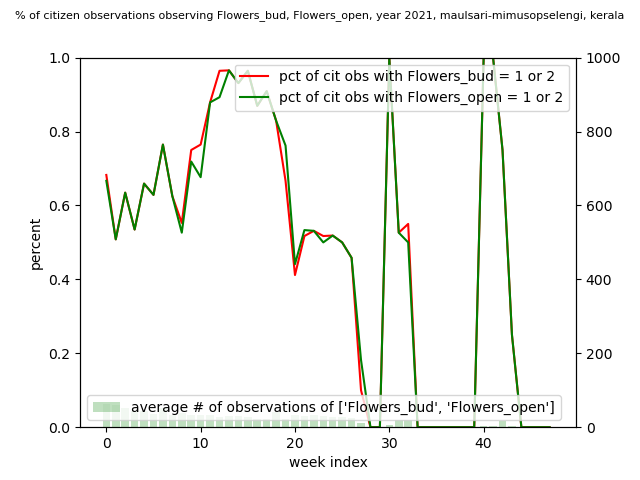 % of citizen observations observing Flowers_bud, Flowers_open, year 2021, maulsari-mimusopselengi, kerala
pct of cit obs with Flowers_bud = 1 or 2
pct of cit obs with Flowers_open = 1 or 2
1.0
0.8
0.6
0.4
0.2
0.0
percent
1000
800
600
400
200
0
average # of observations of ['Flowers_bud', 'Flowers_open']
0 10 20 30 40
week index